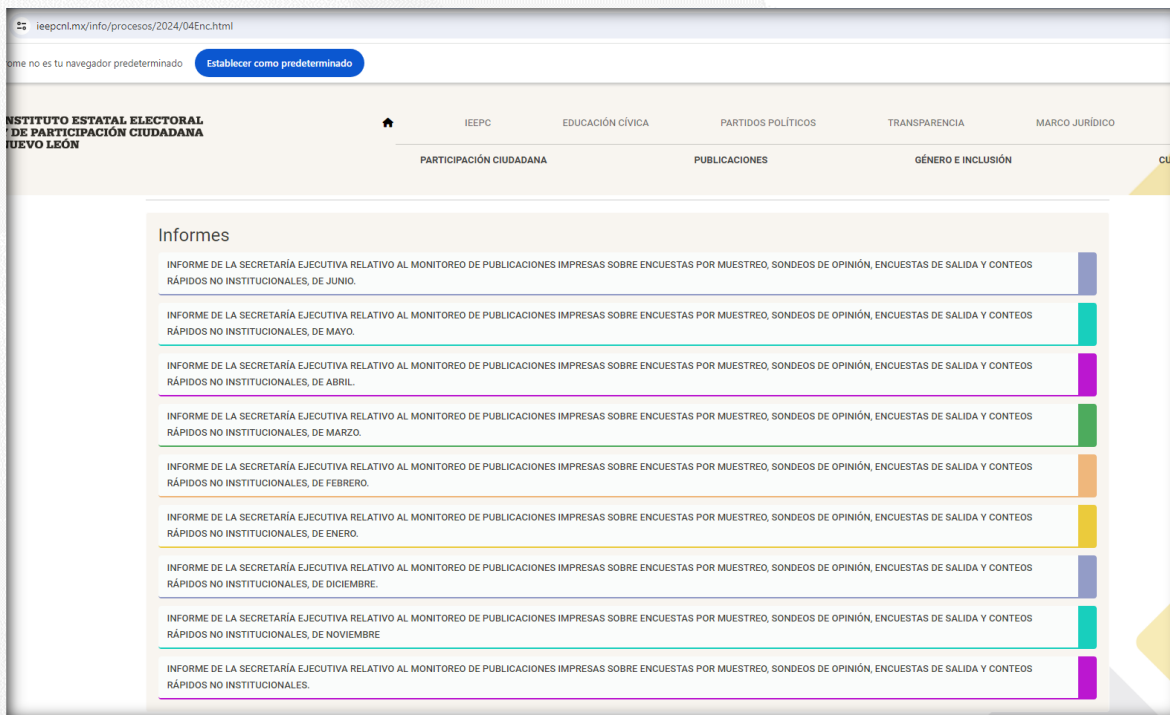 ieepcnl.mx/info/procesos/2024/04Enc.html
ome no es tu navegador predeterminado
Establecer como predeterminado
NSTITUTO ESTATAL ELECTORAL
DE PARTICIPACIÓN CIUDADANA
NUEVO LEÓN
IEEPC EDUCACIÓN CÍVICA PARTIDOS POLÍTICOS TRANSPARENCIA MARCO JURÍDICO
PARTICIPACIÓN CIUDADANA PUBLICACIONES GÉNERO E INCLUSIÓN CU
Informes
INFORME DE LA SECRETARÍA EJECUTIVA RELATIVO AL MONITOREO DE PUBLICACIONES IMPRESAS SOBRE ENCUESTAS POR MUESTREO, SONDEOS DE OPINIÓN, ENCUESTAS DE SALIDA Y CONTEOS
RÁPIDOS NO INSTITUCIONALES, DE JUNIO.
INFORME DE LA SECRETARÍA EJECUTIVA RELATIVO AL MONITOREO DE PUBLICACIONES IMPRESAS SOBRE ENCUESTAS POR MUESTREO, SONDEOS DE OPINIÓN, ENCUESTAS DE SALIDA Y CONTEOS
RÁPIDOS NO INSTITUCIONALES, DE MAYO.
INFORME DE LA SECRETARÍA EJECUTIVA RELATIVO AL MONITOREO DE PUBLICACIONES IMPRESAS SOBRE ENCUESTAS POR MUESTREO, SONDEOS DE OPINIÓN, ENCUESTAS DE SALIDA Y CONTEOS
RÁPIDOS NO INSTITUCIONALES, DE ABRIL.
INFORME DE LA SECRETARÍA EJECUTIVA RELATIVO AL MONITOREO DE PUBLICACIONES IMPRESAS SOBRE ENCUESTAS POR MUESTREO, SONDEOS DE OPINIÓN, ENCUESTAS DE SALIDA Y CONTEOS
RÁPIDOS NO INSTITUCIONALES, DE MARZO.
INFORME DE LA SECRETARÍA EJECUTIVA RELATIVO AL MONITOREO DE PUBLICACIONES IMPRESAS SOBRE ENCUESTAS POR MUESTREO, SONDEOS DE OPINIÓN, ENCUESTAS DE SALIDA Y CONTEOS
RÁPIDOS NO INSTITUCIONALES, DE FEBRERO.
INFORME DE LA SECRETARÍA EJECUTIVA RELATIVO AL MONITOREO DE PUBLICACIONES IMPRESAS SOBRE ENCUESTAS POR MUESTREO, SONDEOS DE OPINIÓN, ENCUESTAS DE SALIDA Y CONTEOS
RÁPIDOS NO INSTITUCIONALES, DE ENERO.
INFORME DE LA SECRETARÍA EJECUTIVA RELATIVO AL MONITOREO DE PUBLICACIONES IMPRESAS SOBRE ENCUESTAS POR MUESTREO, SONDEOS DE OPINIÓN, ENCUESTAS DE SALIDA Y CONTEOS
RÁPIDOS NO INSTITUCIONALES, DE DICIEMBRE.
INFORME DE LA SECRETARÍA EJECUTIVA RELATIVO AL MONITOREO DE PUBLICACIONES IMPRESAS SOBRE ENCUESTAS POR MUESTREO, SONDEOS DE OPINIÓN, ENCUESTAS DE SALIDA Y CONTEOS
RÁPIDOS NO INSTITUCIONALES, DE NOVIEMBRE
INFORME DE LA SECRETARÍA EJECUTIVA RELATIVO AL MONITOREO DE PUBLICACIONES IMPRESAS SOBRE ENCUESTAS POR MUESTREO, SONDEOS DE OPINIÓN, ENCUESTAS DE SALIDA Y CONTEOS
RÁPIDOS NO INSTITUCIONALES.